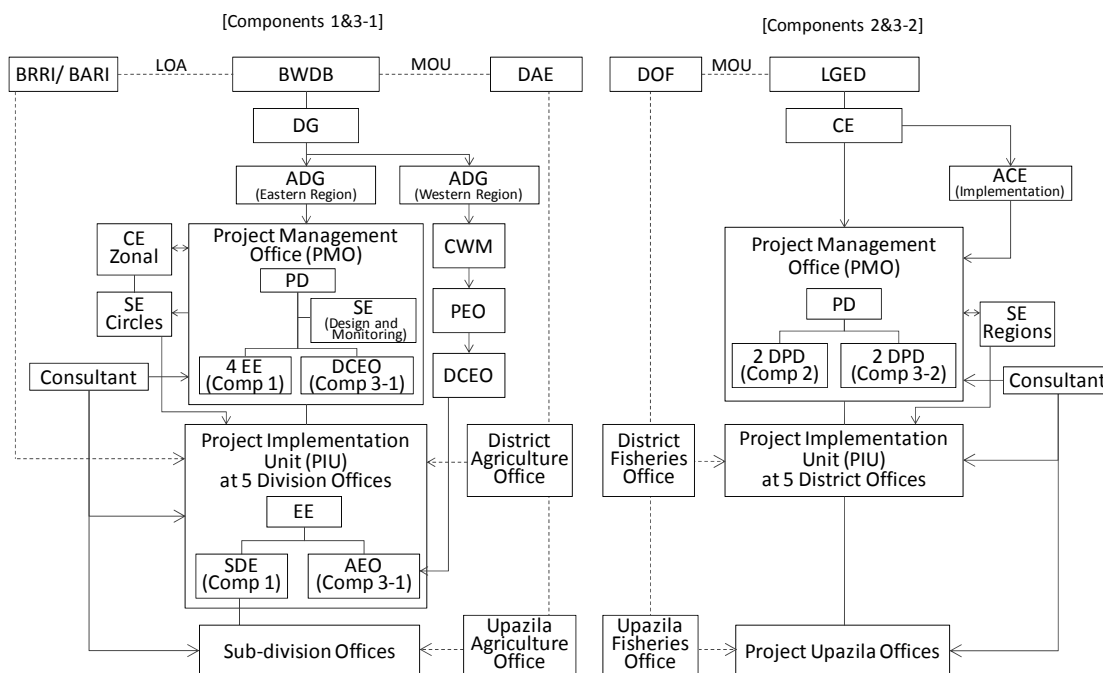 [Components 1&3-1]
[Components 2&3-2]
BRRI/ BARI
LOA
BWDB
MOU
DAE
DOF
MOU
LGED
DG
CE
ADG
(Eastern Region)
ADG
(Western Region)
ACE
(Implementation)
CE
Zonal
Project Management
Office (PMO)
CWM
Project Management
Office (PMO)
PD
SE
Circles
SE
(Design and
Monitoring)
PEO
PD
SE
Regions
4 EE
(Comp 1)
DCEO
(Comp 3-1)
DCEO
2 DPD
(Comp 2)
2 DPD
(Comp 3-2)
Consultant
Consultant
Project Implementation
Unit (PIU)
at 5 Division Offices
District
Agriculture
Office
District
Fisheries
Office
Project Implementation
Unit (PIU)
at 5 District Offices
EE
SDE
(Comp 1)
AEO
(Comp 3-1)
Sub-division Offices
Upazila
Agriculture
Office
Upazila
Fisheries
Office
Project Upazila Offices